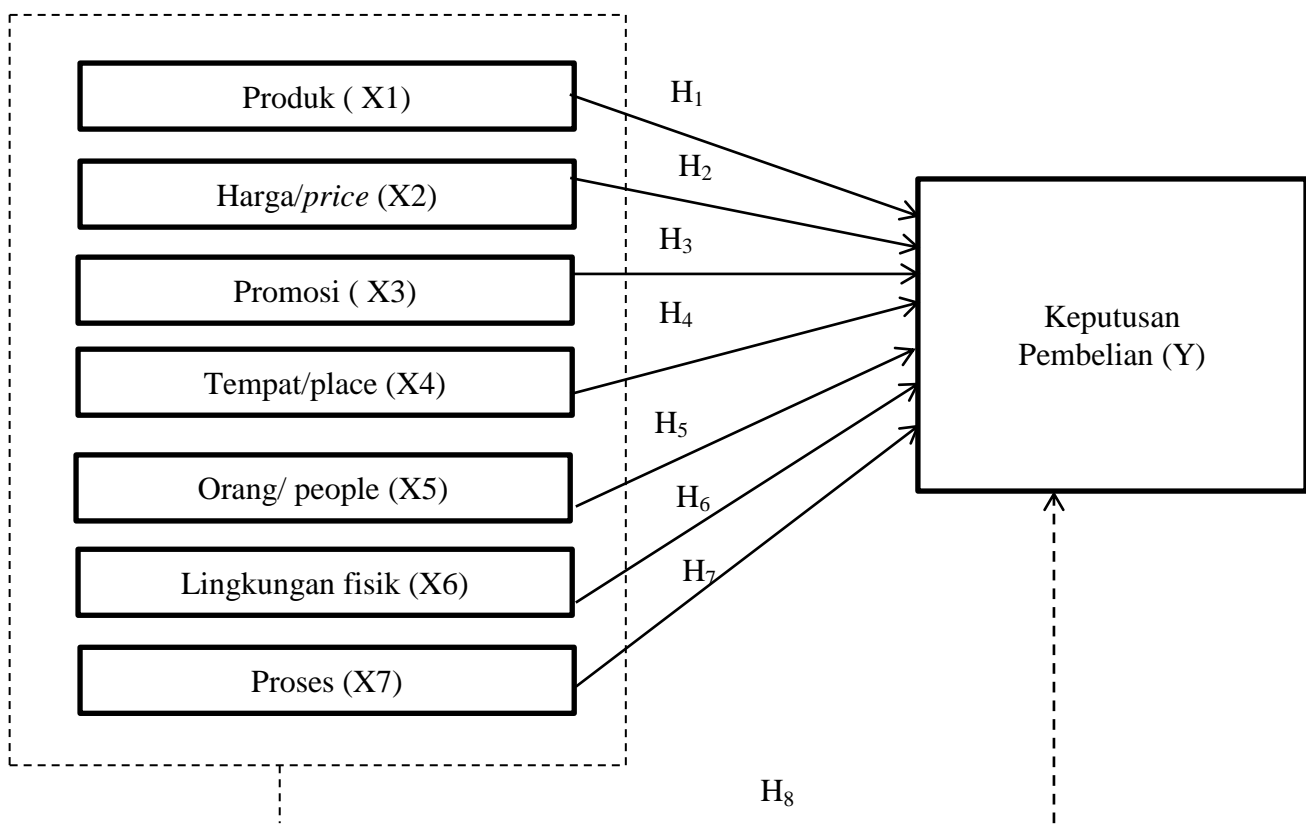 Produk ( X1)
H₁
Harga/price (X2)
H₂
Promosi ( X3)
H₃
Tempat/place (X4)
H₄
Orang/ people (X5)
H₅
Lingkungan fisik (X6)
H₆
Proses (X7)
H₇
Keputusan
Pembelian (Y)
H₈